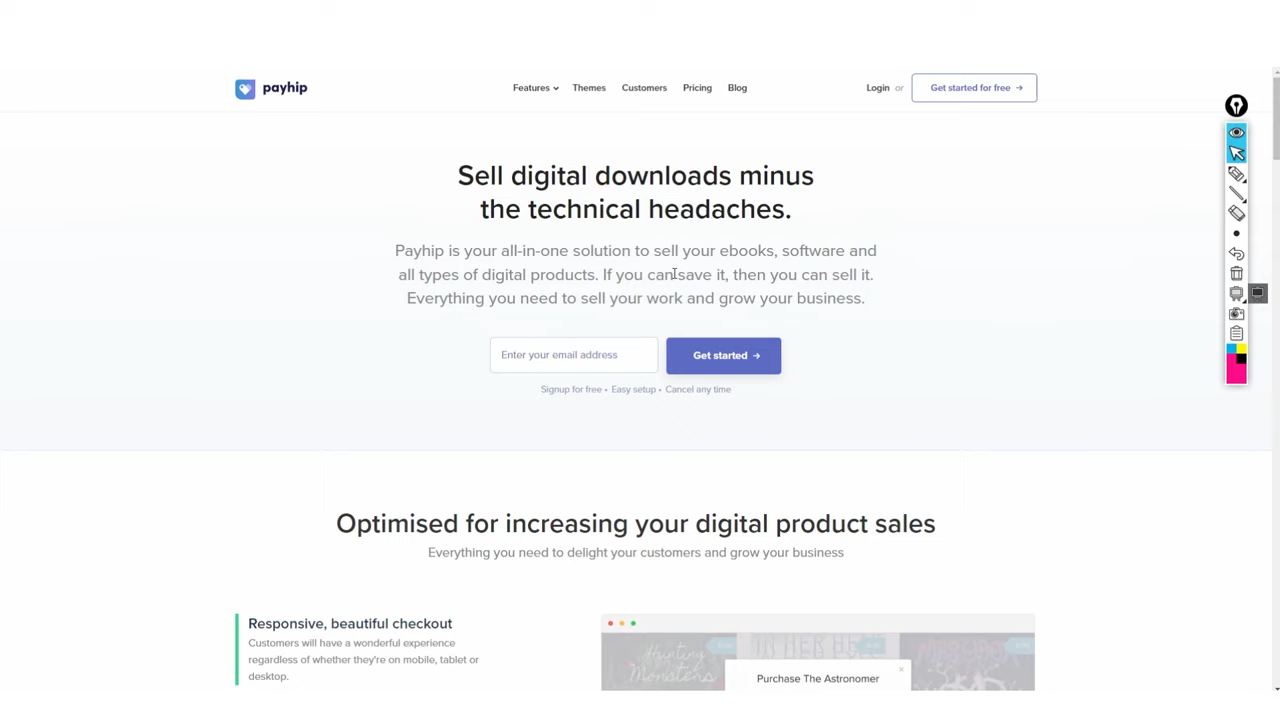 payhip
Features
Themes
Customers
Pricing
Blog
Login or
Get started for free →
Sell digital downloads minus
the technical headaches.
Payhip is your all-in-one solution to sell your ebooks, software and
all types of digital products. If you can save it, then you can sell it.
Everything you need to sell your work and grow your business.
Enter your email address
Get started →
Signup for free • Easy setup • Cancel any time
Optimised for increasing your digital product sales
Everything you need to delight your customers and grow your business
Responsive, beautiful checkout
Customers will have a wonderful experience
regardless of whether they're on mobile, tablet or
desktop.
Hunting
Monsters
Purchase The Astronomer